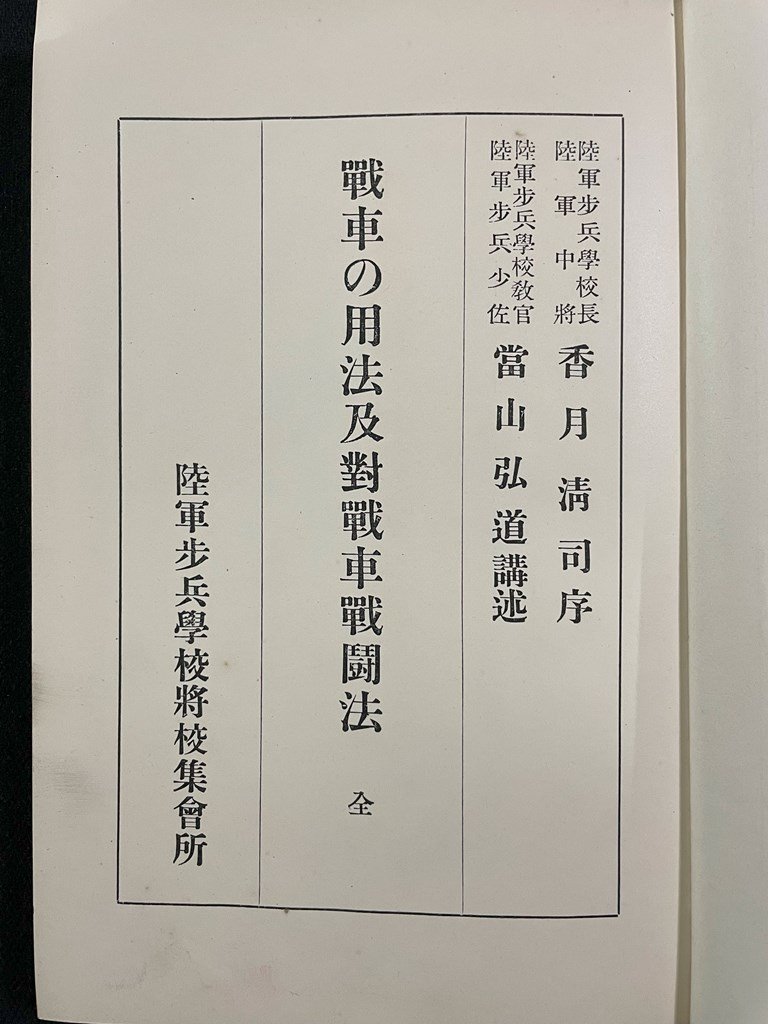 陸軍步兵學校長
陸軍中將
香月淸司序
陸軍步兵學校教官
陸軍步兵少佐
當山弘道講述
戰車の用法及對戰車戰鬪法 全
陸軍步兵學校將校集會所